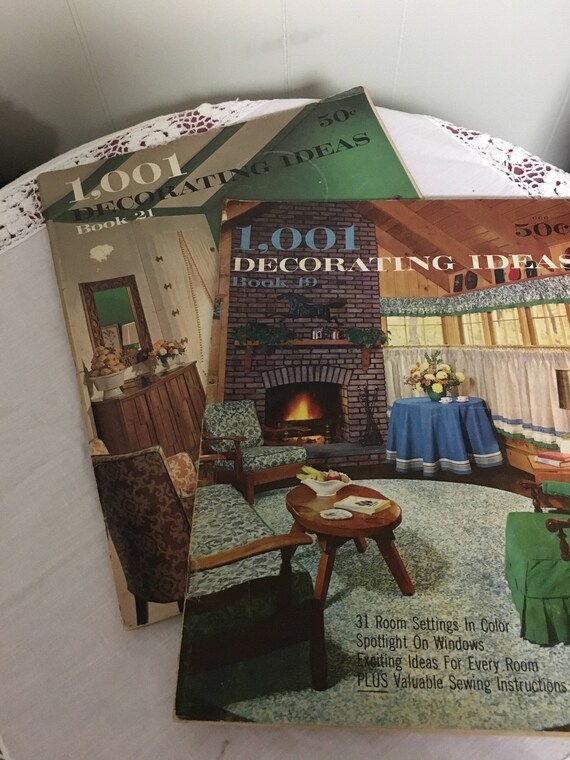 50¢
1,001
DECORATING IDEAS
Book 21
50¢
1,001
DECORATING IDEAS
Book 19
31 Room Settings In Color
Spotlight On Windows
Exciting Ideas For Every Room
PLUS Valuable Sewing Instructions